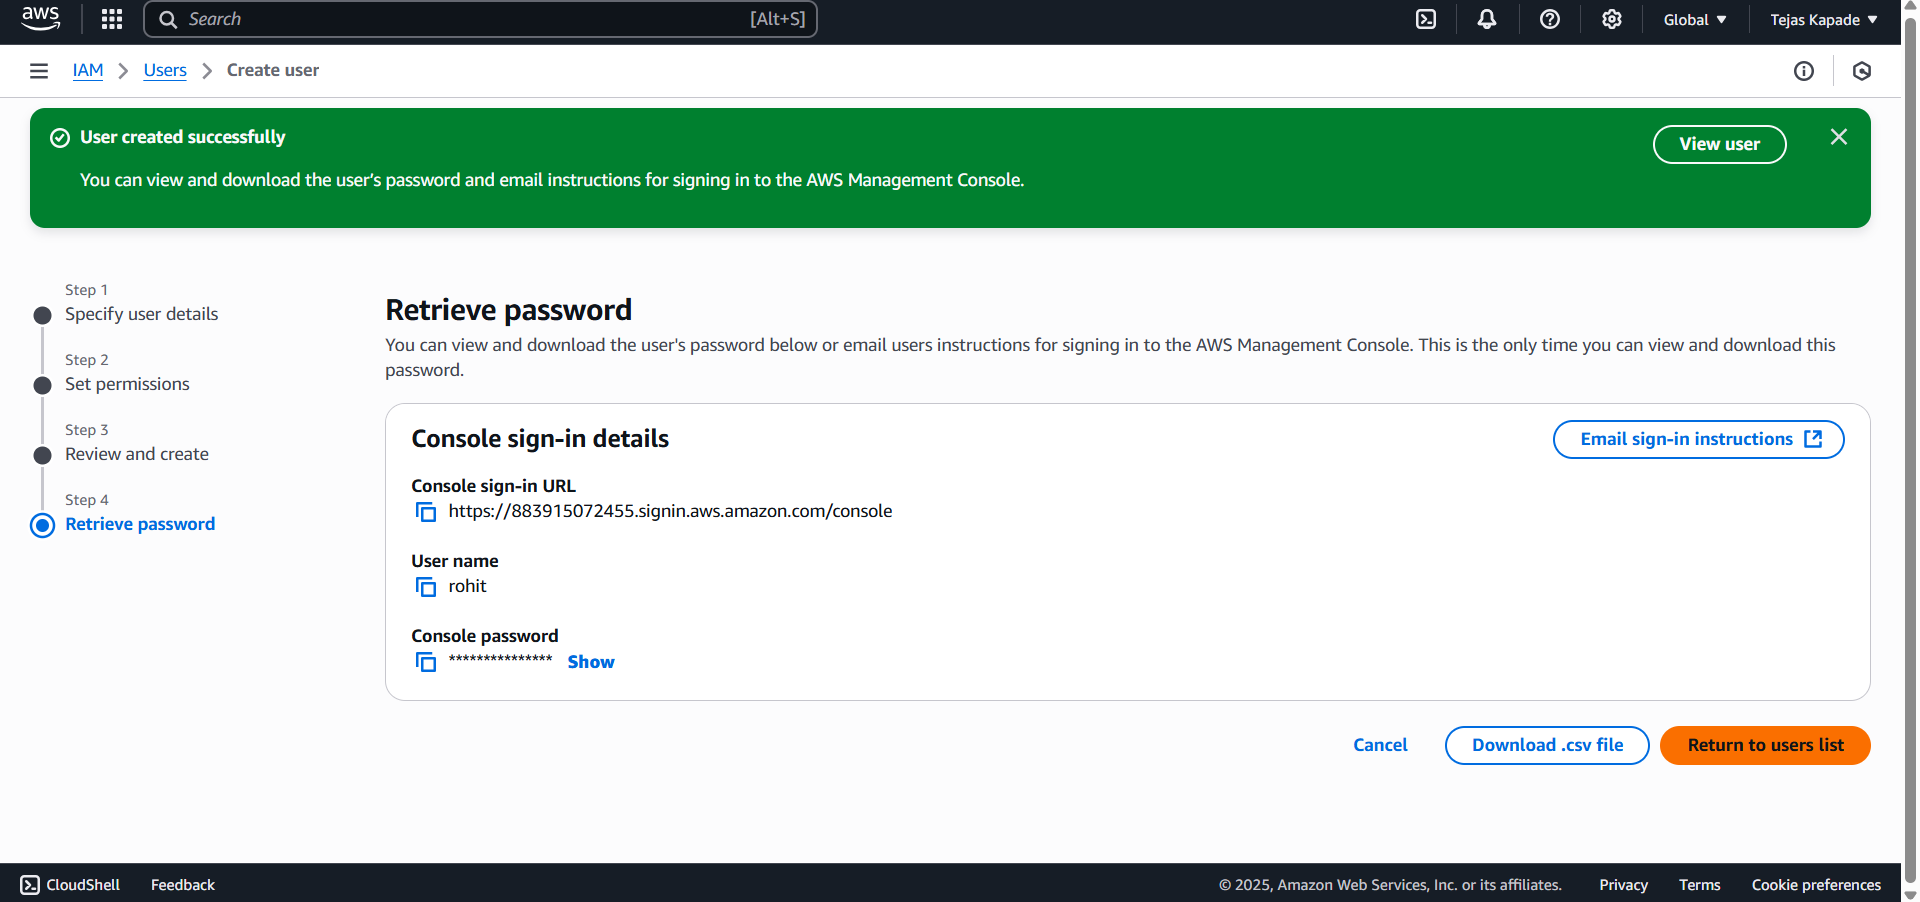 aws
Search
[Alt+S]
Global
Tejas Kapade
IAM
Users
Create user
User created successfully
View user
You can view and download the user's password and email instructions for signing in to the AWS Management Console.
Step 1
Specify user details
Step 2
Set permissions
Step 3
Review and create
Step 4
Retrieve password
Retrieve password
You can view and download the user's password below or email users instructions for signing in to the AWS Management Console. This is the only time you can view and download this
password.
Console sign-in details
Email sign-in instructions
Console sign-in URL
https://883915072455.signin.aws.amazon.com/console
User name
rohit
Console password
*************** Show
Cancel
Download .csv file
Return to users list
CloudShell
Feedback
© 2025, Amazon Web Services, Inc. or its affiliates.
Privacy
Terms
Cookie preferences